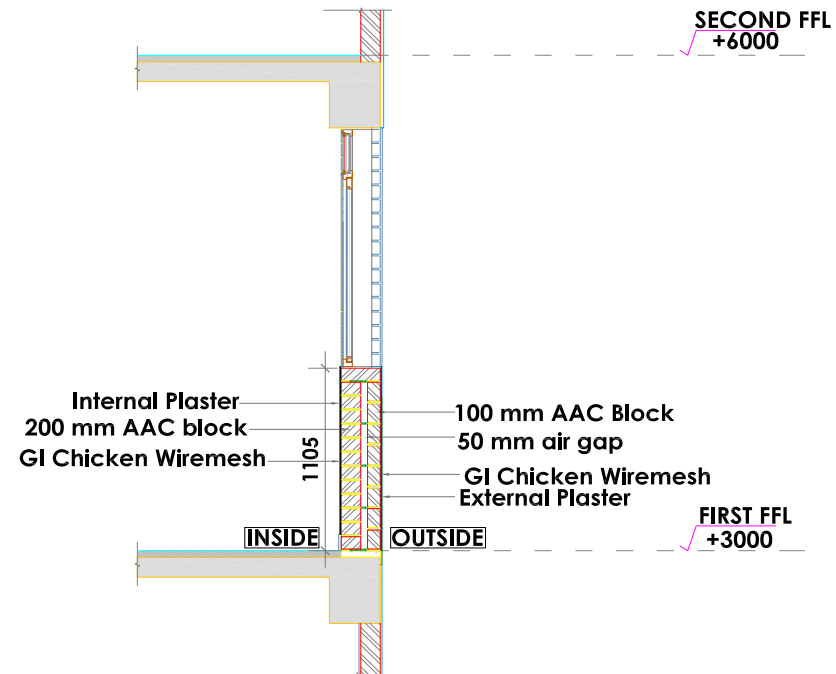 SECOND FFL
+6000
Internal Plaster
200 mm AAC block
GI Chicken Wiremesh
1105
100 mm AAC Block
50 mm air gap
GI Chicken Wiremesh
External Plaster
INSIDE
OUTSIDE
FIRST FFL
+3000